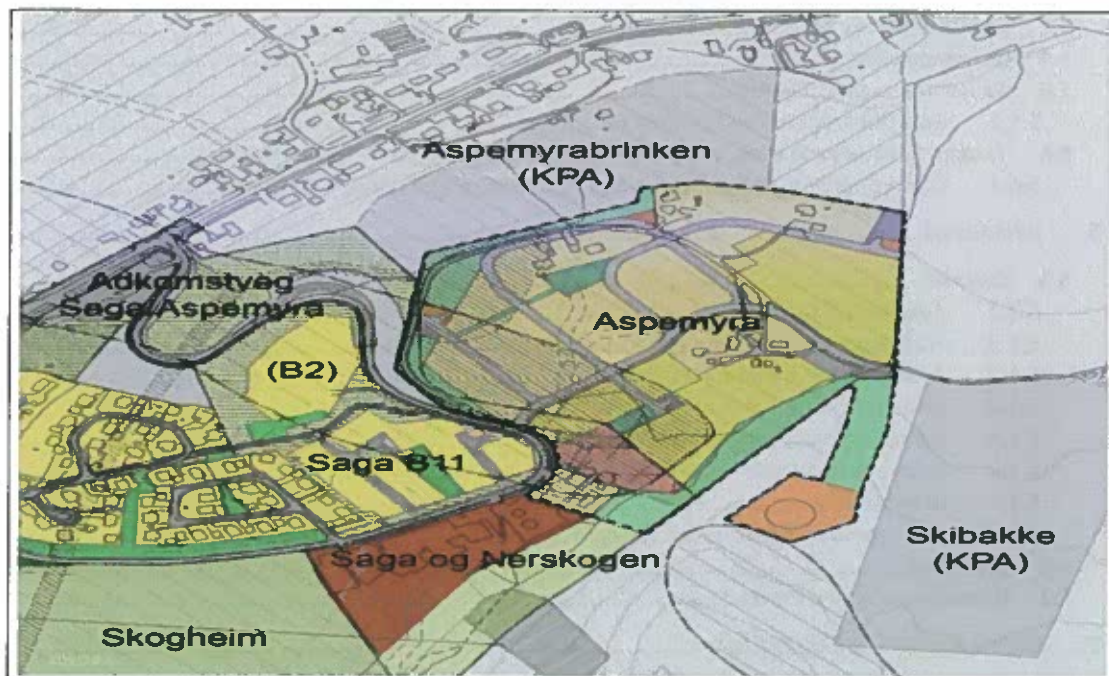 Aspemyrabrinken
(KPA)
Adkomstveg
Saga/Aspemyra
Aspemyra
(B2)
Saga B11
Saga og Nerskogen
Skibakke
(KPA)
Skogheim